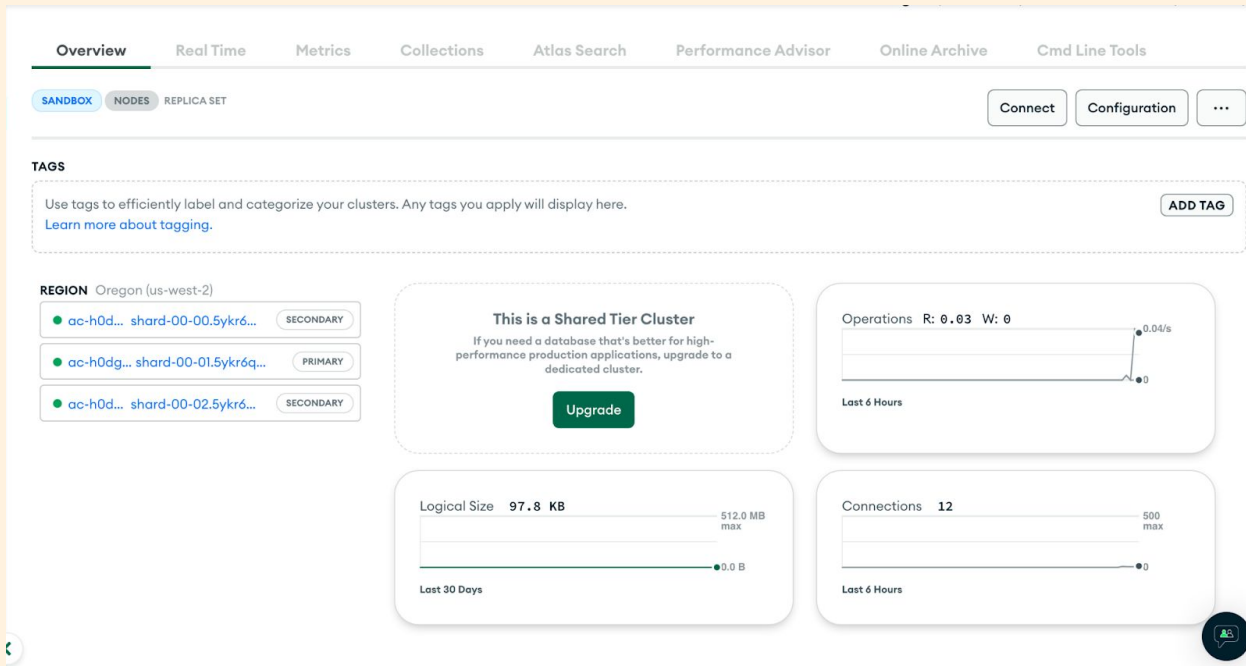 Overview Real Time Metrics Collections Atlas Search Performance Advisor Online Archive Cmd Line Tools
SANDBOX NODES REPLICA SET
Connect Configuration ...
TAGS
Use tags to efficiently label and categorize your clusters. Any tags you apply will display here.
Learn more about tagging.
ADD TAG
REGION Oregon (us-west-2)
ac-h0d... shard-00-00.5ykr6... SECONDARY
ac-h0dg... shard-00-01.5ykr6q... PRIMARY
ac-h0d... shard-00-02.5ykr6... SECONDARY
This is a Shared Tier Cluster
If you need a database that's better for high-
performance production applications, upgrade to a
dedicated cluster.
Upgrade
Operations R: 0.03 W: 0
0.04/s
0
Last 6 Hours
Logical Size 97.8 KB
512.0 MB
max
0.0 B
Last 30 Days
Connections 12
500
max
0
Last 6 Hours